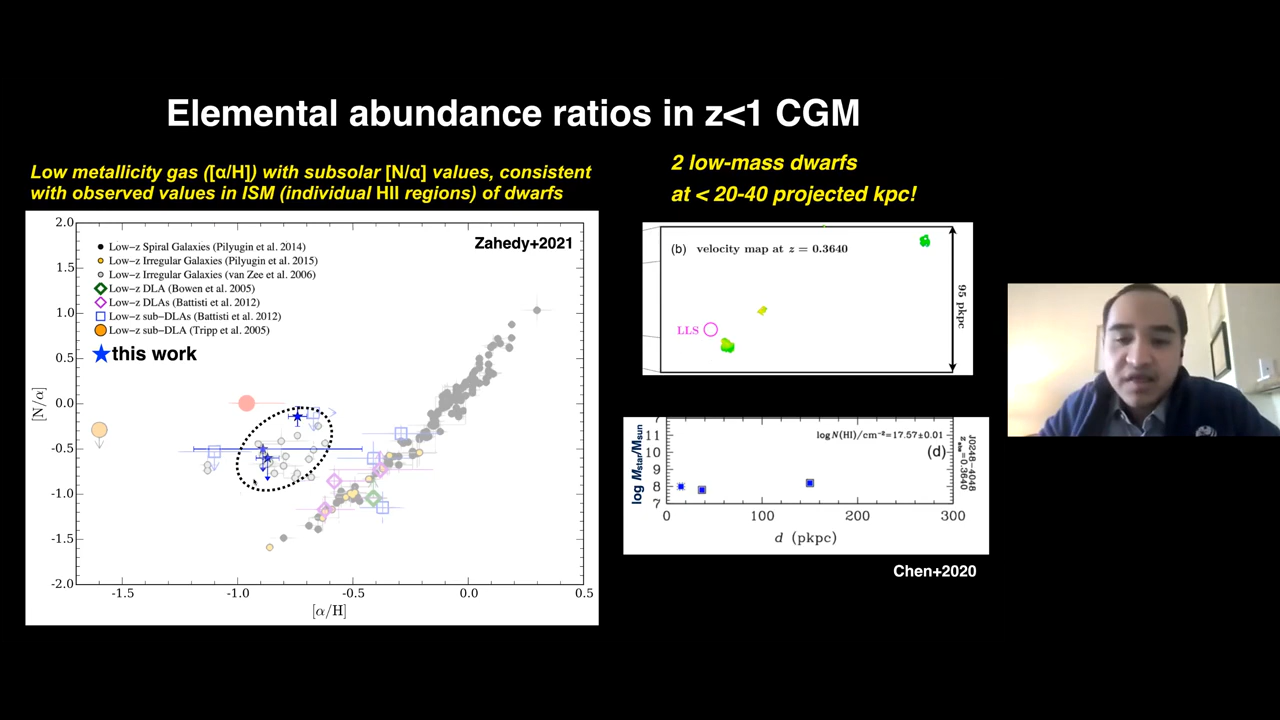 Elemental abundance ratios in z<1 CGM
Low metallicity gas ([α/H]) with subsolar [N/α] values, consistent
with observed values in ISM (individual HII regions) of dwarfs
2.0
1.5
1.0
0.5
0.0
-0.5
-1.0
-1.5
-2.0
[N/α]
Low−z Spiral Galaxies (Pilyugin et al. 2014)
Low−z Irregular Galaxies (Pilyugin et al. 2015)
Low−z Irregular Galaxies (van Zee et al. 2006)
Low−z DLA (Bowen et al. 2005)
Low−z DLAs (Battisti et al. 2012)
Low−z sub−DLAs (Battisti et al. 2012)
Low−z sub−DLA (Tripp et al. 2005)
this work
Zahedy+2021
-1.5 -1.0 -0.5 0.0 0.5
[α/H]
2 low-mass dwarfs
at < 20-40 projected kpc!
(b) velocity map at z = 0.3640
LLS
95 pkpc
log Mstar/Msun
11
10
9
8
7
log N(HI)/cm⁻²=17.57±0.01
(d)
J0248-4048
zabs=0.3640
0 100 200 300
d (pkpc)
Chen+2020